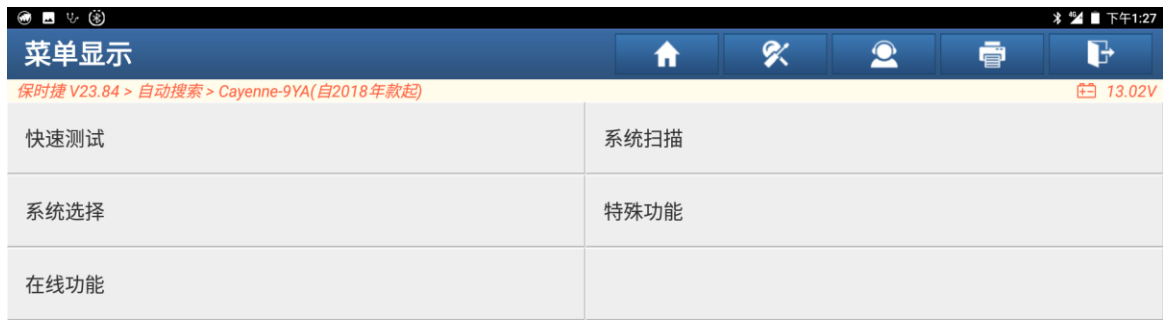 4G 下午1:27
菜单显示
保时捷 V23.84 > 自动搜索 > Cayenne-9YA(自2018年款起) 13.02V
快速测试 系统扫描
系统选择 特殊功能
在线功能